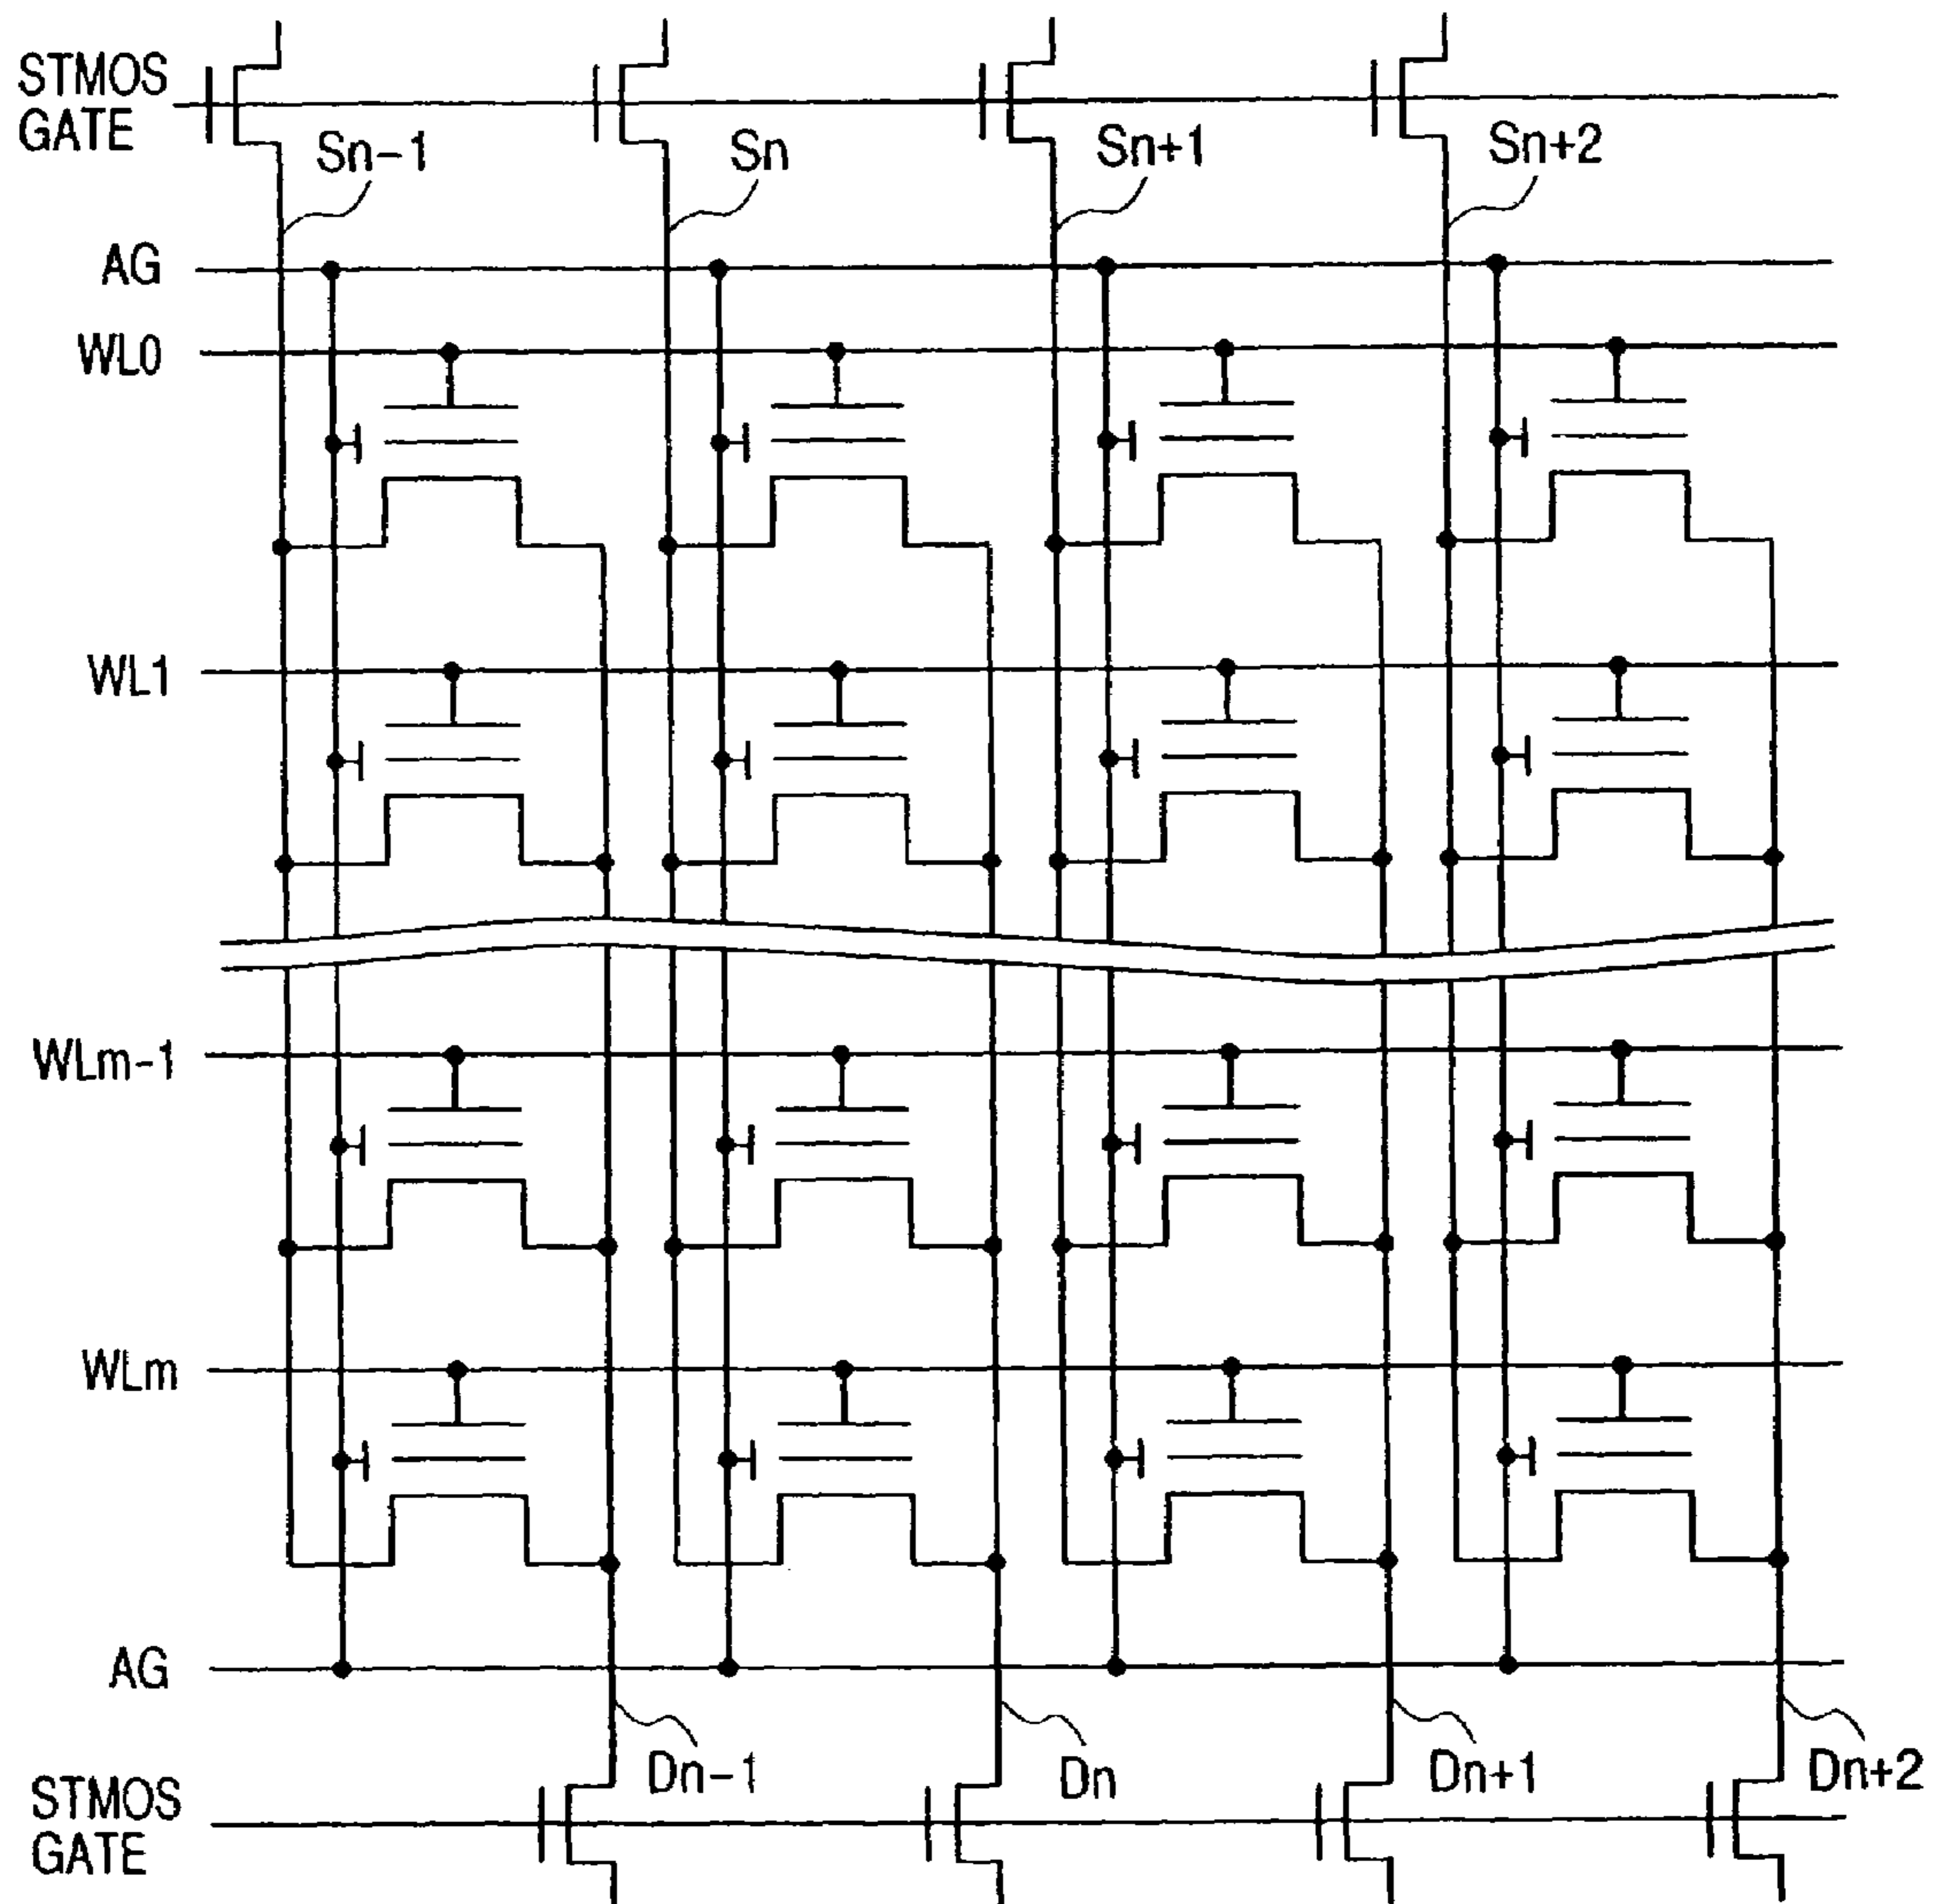 STMOS
GATE
Sn-1
Sn
Sn+1
Sn+2
AG
WL0
WL1
WLm-1
WLm
AG
Dn-1
Dn
Dn+1
Dn+2
STMOS
GATE